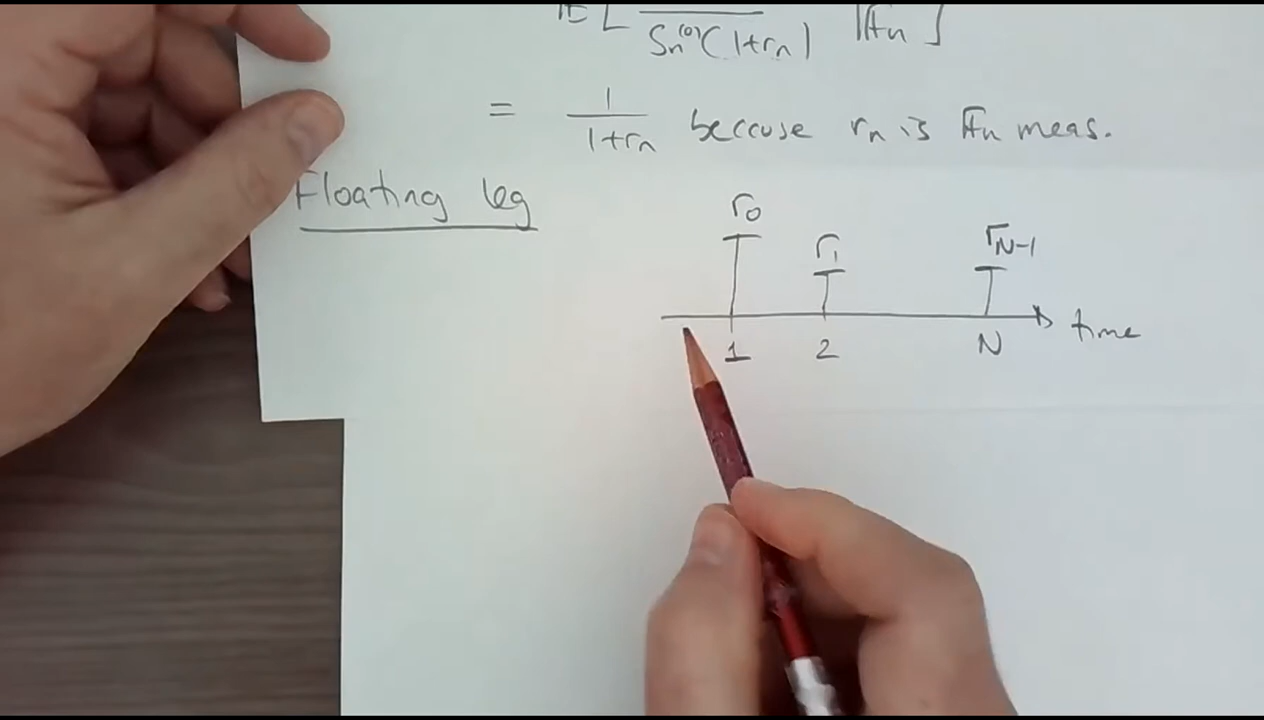 E[ ——— / Sn^(0)(1+rn) | Fn ]
= 1 / 1+rn beccuse rn is Fn meas.
Floating leg
r0
r1
rN-1
1 2 N time